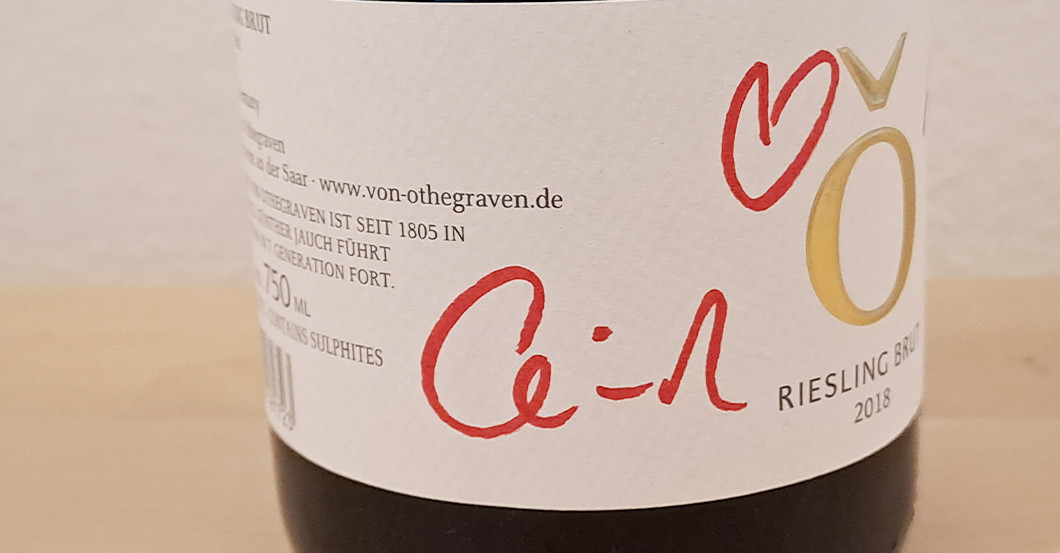 BRUT
an der Saar · www.von-othegraven.de
OTHEGRAVEN IST SEIT 1805 IN
GÜNTHER JAUCH FÜHRT
GENERATION FORT.
750 ML
CONTAINS SULPHITES
Ǒ
RIESLING BRUT
2018